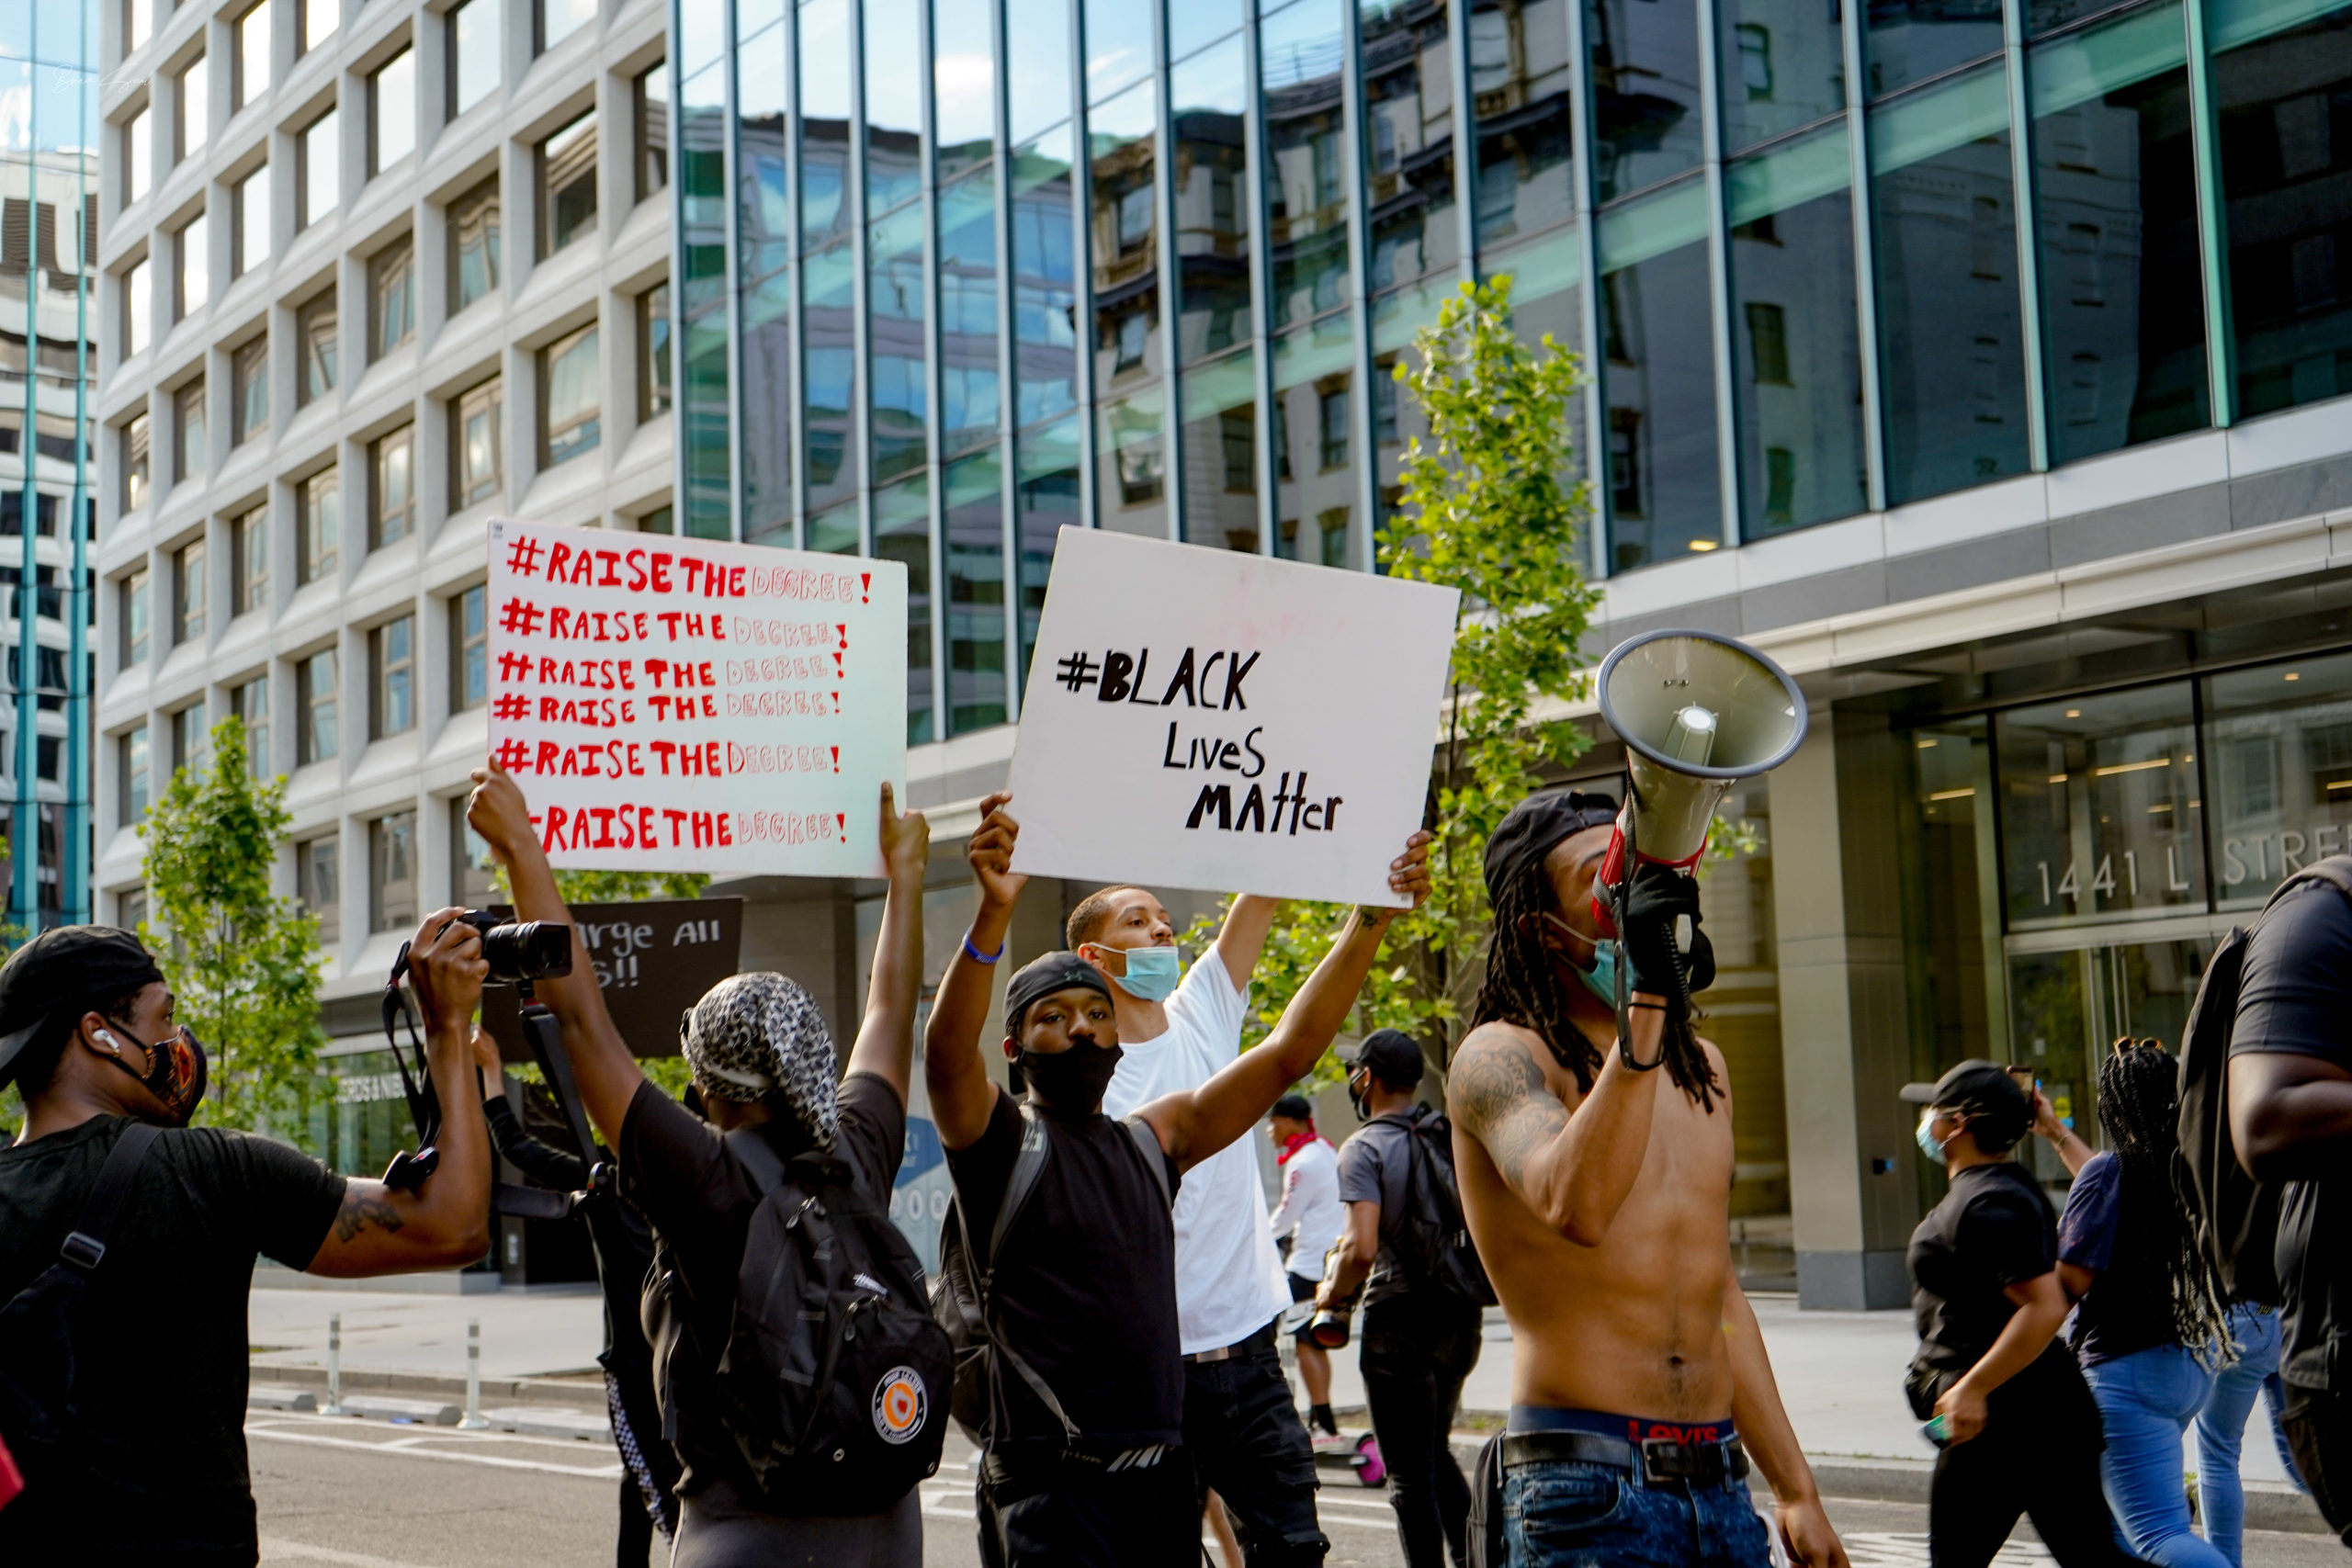 #RAISE THE DEGREE!
#RAISE THE DEGREE!
#RAISE THE DEGREE!
#RAISE THE DEGREE!
#RAISE THE DEGREE!
#RAISE THE DEGREE!
#BLACK
LiveS
MAtter
All
!!
1441 L STRE
LEVI'S